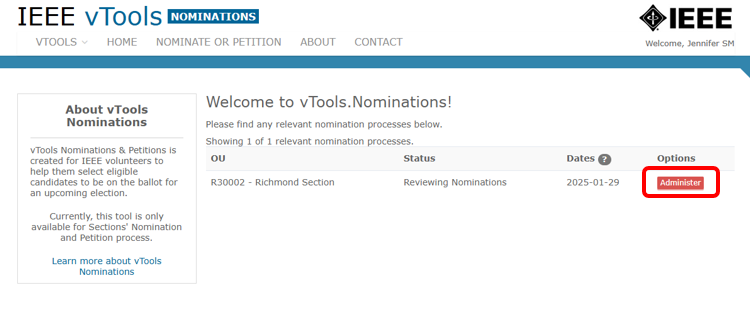 IEEE vTools NOMINATIONS
IEEE
VTOOLS HOME NOMINATE OR PETITION ABOUT CONTACT
Welcome, Jennifer SM
About vTools
Nominations
vTools Nominations & Petitions is
created for IEEE volunteers to
help them select eligible
candidates to be on the ballot for
an upcoming election.
Currently, this tool is only
available for Sections' Nomination
and Petition process.
Learn more about vTools
Nominations
Welcome to vTools.Nominations!
Please find any relevant nomination processes below.
Showing 1 of 1 relevant nomination processes.
OU Status Dates ? Options
R30002 - Richmond Section Reviewing Nominations 2025-01-29 Administer